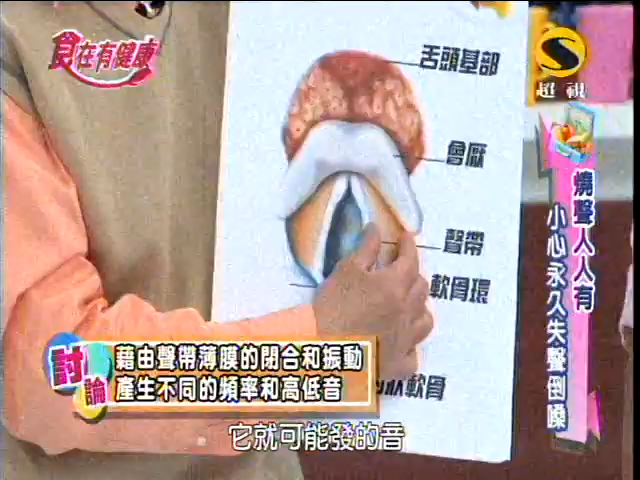 食在有健康
超視
舌頭基部
會厭
聲帶
軟骨環
軟骨
燒聲人人有
小心永久失聲倒嗓
討論
藉由聲帶薄膜的閉合和振動
產生不同的頻率和高低音
它就可能發的音